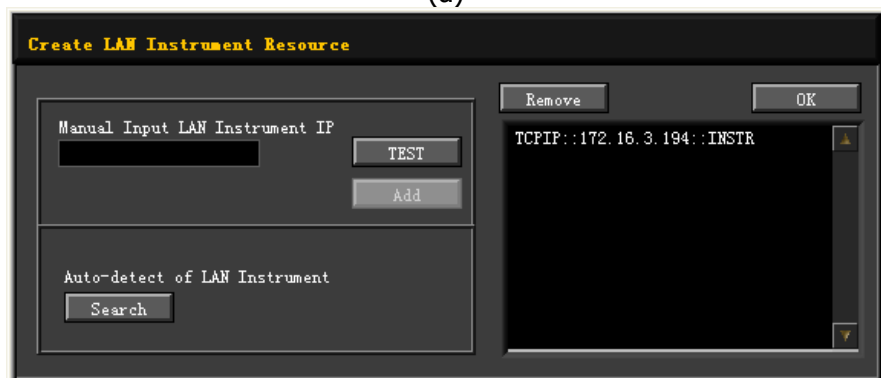 (a)
Create LAN Instrument Resource
Manual Input LAN Instrument IP
TEST
Add
Auto-detect of LAN Instrument
Search
Remove
OK
TCPIP::172.16.3.194::INSTR